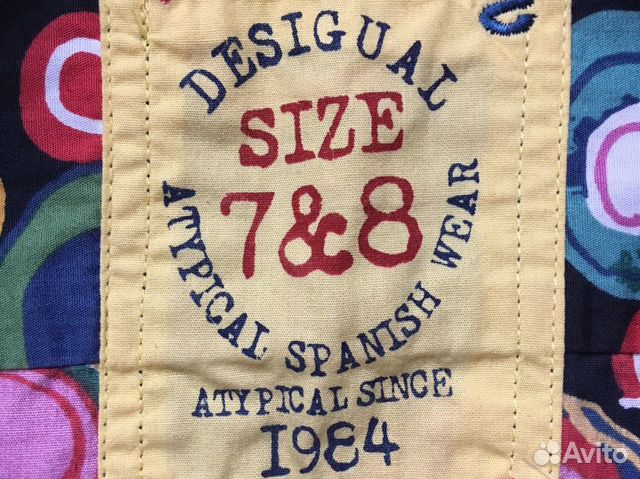 DESIGUAL
SIZE
7&8
ATYPICAL SPANISH WEAR
ATYPICAL SINCE
1984
Avito